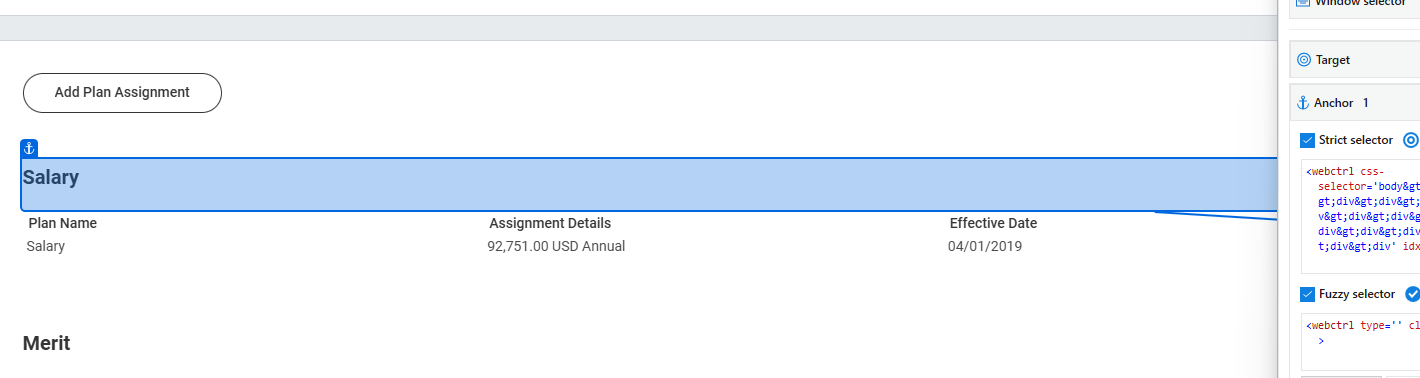 Window selector
Add Plan Assignment
Salary
Plan Name Assignment Details Effective Date
Salary 92,751.00 USD Annual 04/01/2019
Merit
Target
Anchor 1
Strict selector
<webctrl css-
selector='body&gt
gt;div&gt;div&gt;
v&gt;div&gt;div&g
div&gt;div&gt;div
t;div&gt;div' idx
Fuzzy selector
<webctrl type='' cl
>